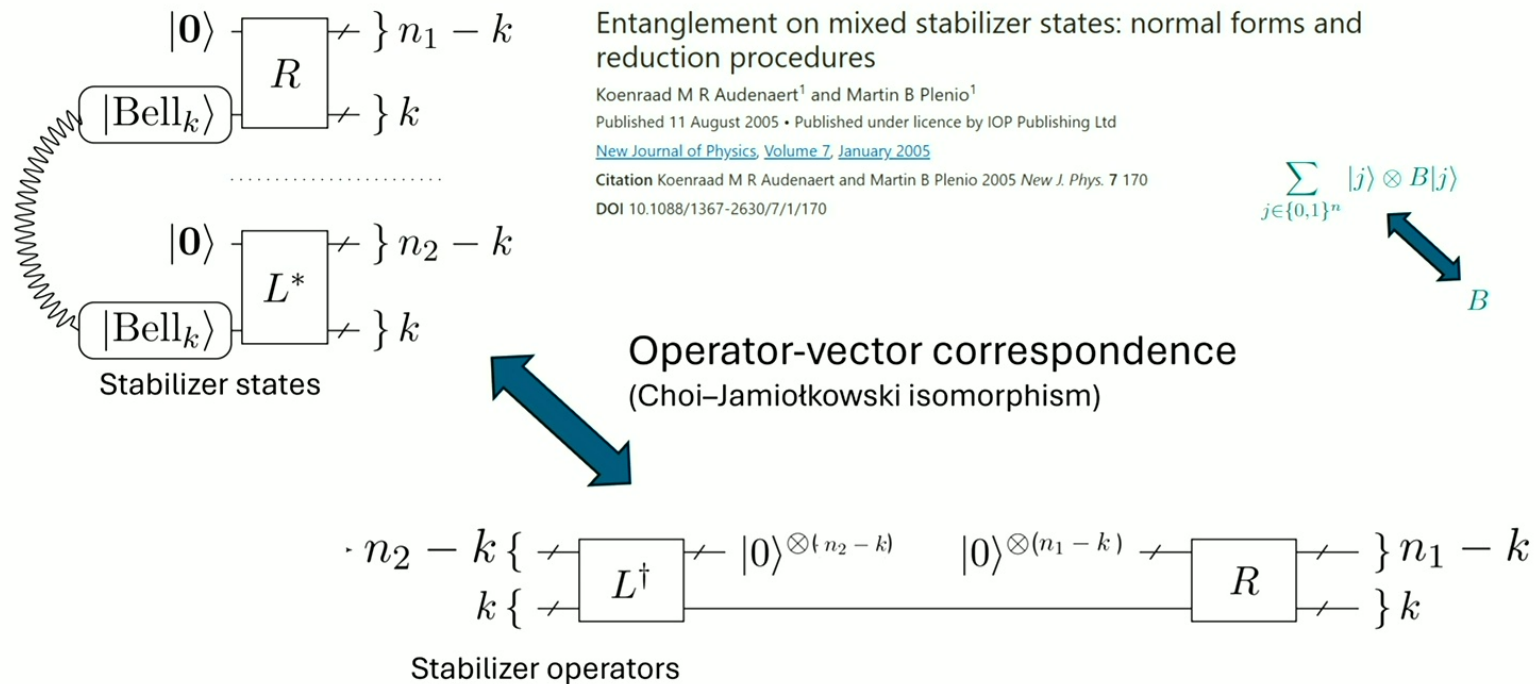 |0⟩ R } n₁ − k
|Bellₖ⟩ } k
|0⟩ L* } n₂ − k
|Bellₖ⟩ } k
Stabilizer states
Entanglement on mixed stabilizer states: normal forms and
reduction procedures
Koenraad M R Audenaert¹ and Martin B Plenio¹
Published 11 August 2005 • Published under licence by IOP Publishing Ltd
New Journal of Physics, Volume 7, January 2005
Citation Koenraad M R Audenaert and Martin B Plenio 2005 New J. Phys. 7 170
DOI 10.1088/1367-2630/7/1/170
∑ |j⟩ ⊗ B|j⟩
j∈{0,1}ⁿ
B
Operator-vector correspondence
(Choi–Jamiołkowski isomorphism)
n₂ − k { L† |0⟩⊗( n₂ − k) |0⟩⊗(n₁ − k ) R } n₁ − k
k { } k
Stabilizer operators